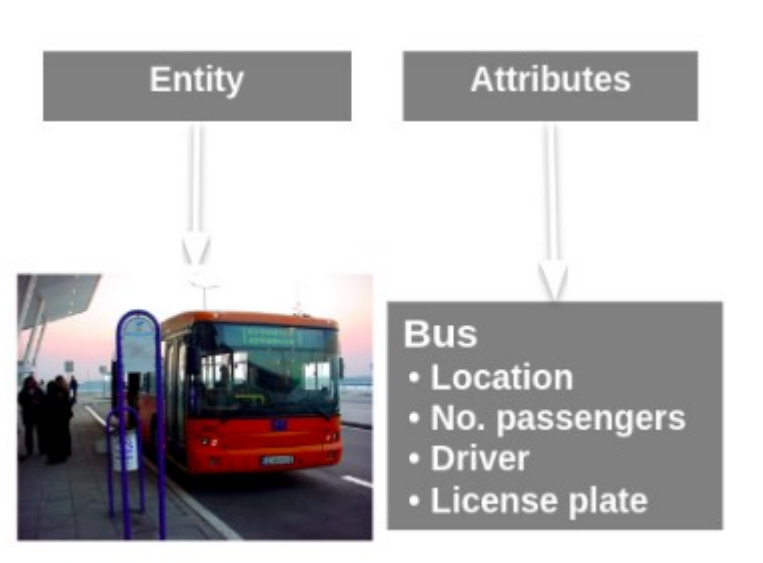 Entity
Attributes
Bus
• Location
• No. passengers
• Driver
• License plate